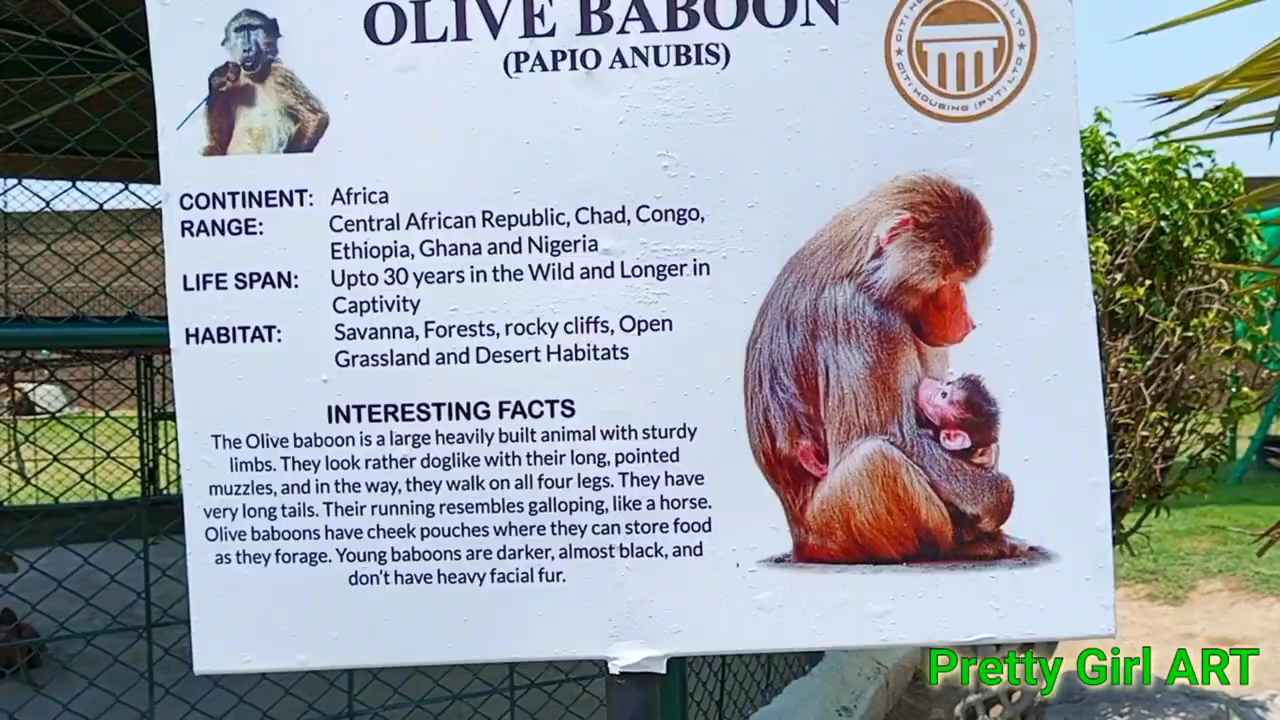 OLIVE BABOON
(PAPIO ANUBIS)
CITI HOUSING (PVT) LTD
CONTINENT: Africa
RANGE: Central African Republic, Chad, Congo,
Ethiopia, Ghana and Nigeria
LIFE SPAN: Upto 30 years in the Wild and Longer in
Captivity
HABITAT: Savanna, Forests, rocky cliffs, Open
Grassland and Desert Habitats
INTERESTING FACTS
The Olive baboon is a large heavily built animal with sturdy
limbs. They look rather doglike with their long, pointed
muzzles, and in the way, they walk on all four legs. They have
very long tails. Their running resembles galloping, like a horse.
Olive baboons have cheek pouches where they can store food
as they forage. Young baboons are darker, almost black, and
don't have heavy facial fur.
Pretty Girl ART